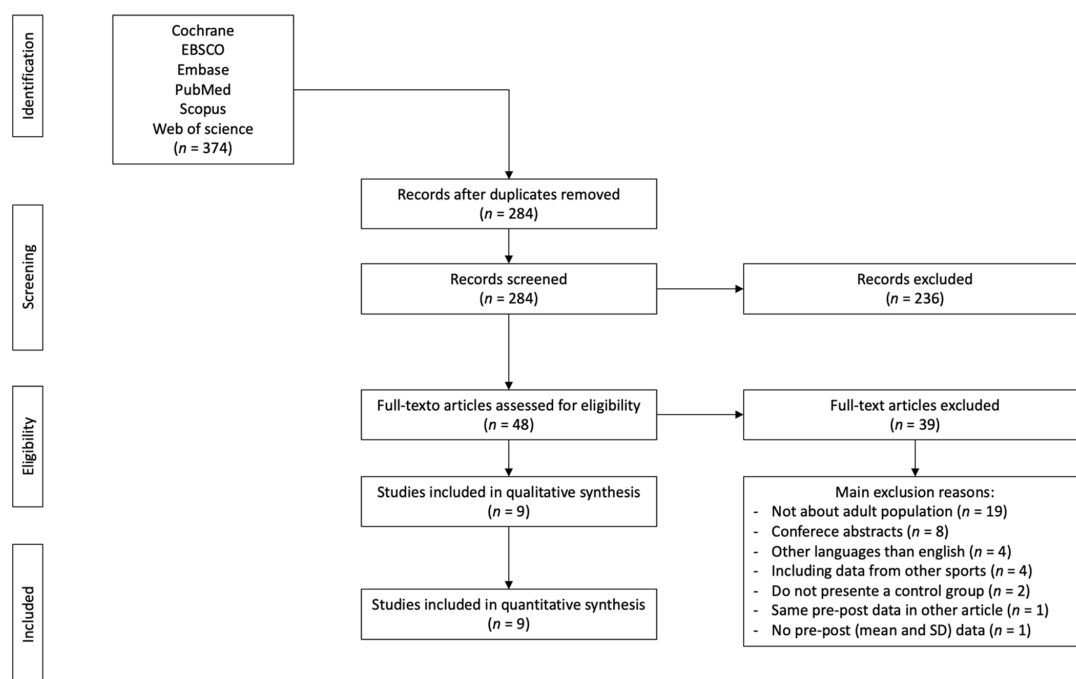 Identification
Cochrane
EBSCO
Embase
PubMed
Scopus
Web of science
(n = 374)
Records after duplicates removed
(n = 284)
Screening
Records screened
(n = 284)
Records excluded
(n = 236)
Eligibility
Full-texto articles assessed for eligibility
(n = 48)
Full-text articles excluded
(n = 39)
Studies included in qualitative synthesis
(n = 9)
Main exclusion reasons:
- Not about adult population (n = 19)
- Conferece abstracts (n = 8)
- Other languages than english (n = 4)
- Including data from other sports (n = 4)
- Do not presente a control group (n = 2)
- Same pre-post data in other article (n = 1)
- No pre-post (mean and SD) data (n = 1)
Included
Studies included in quantitative synthesis
(n = 9)